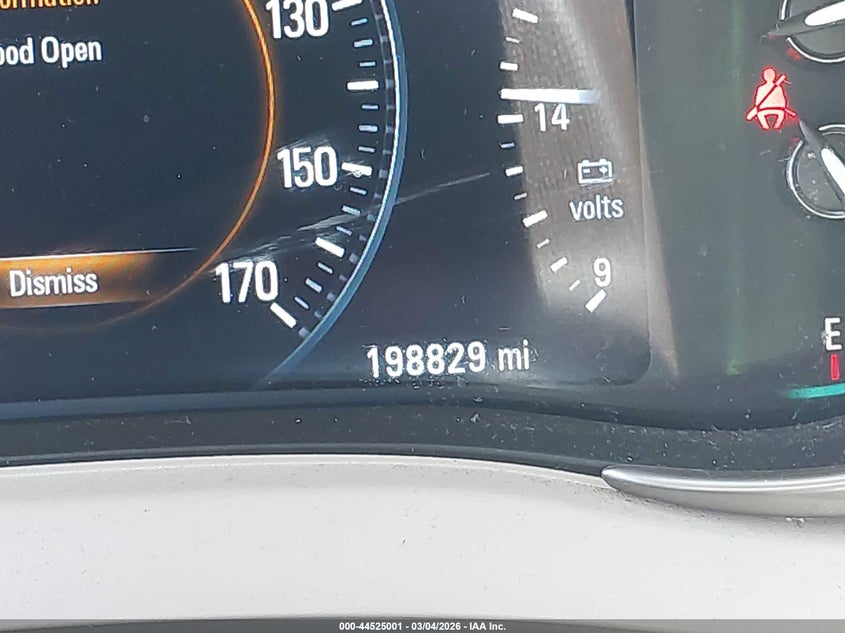 130
ood Open
150
Dismiss
170
14
volts
9
198829 mi
E
000-44525001 - 03/04/2026 - IAA Inc.